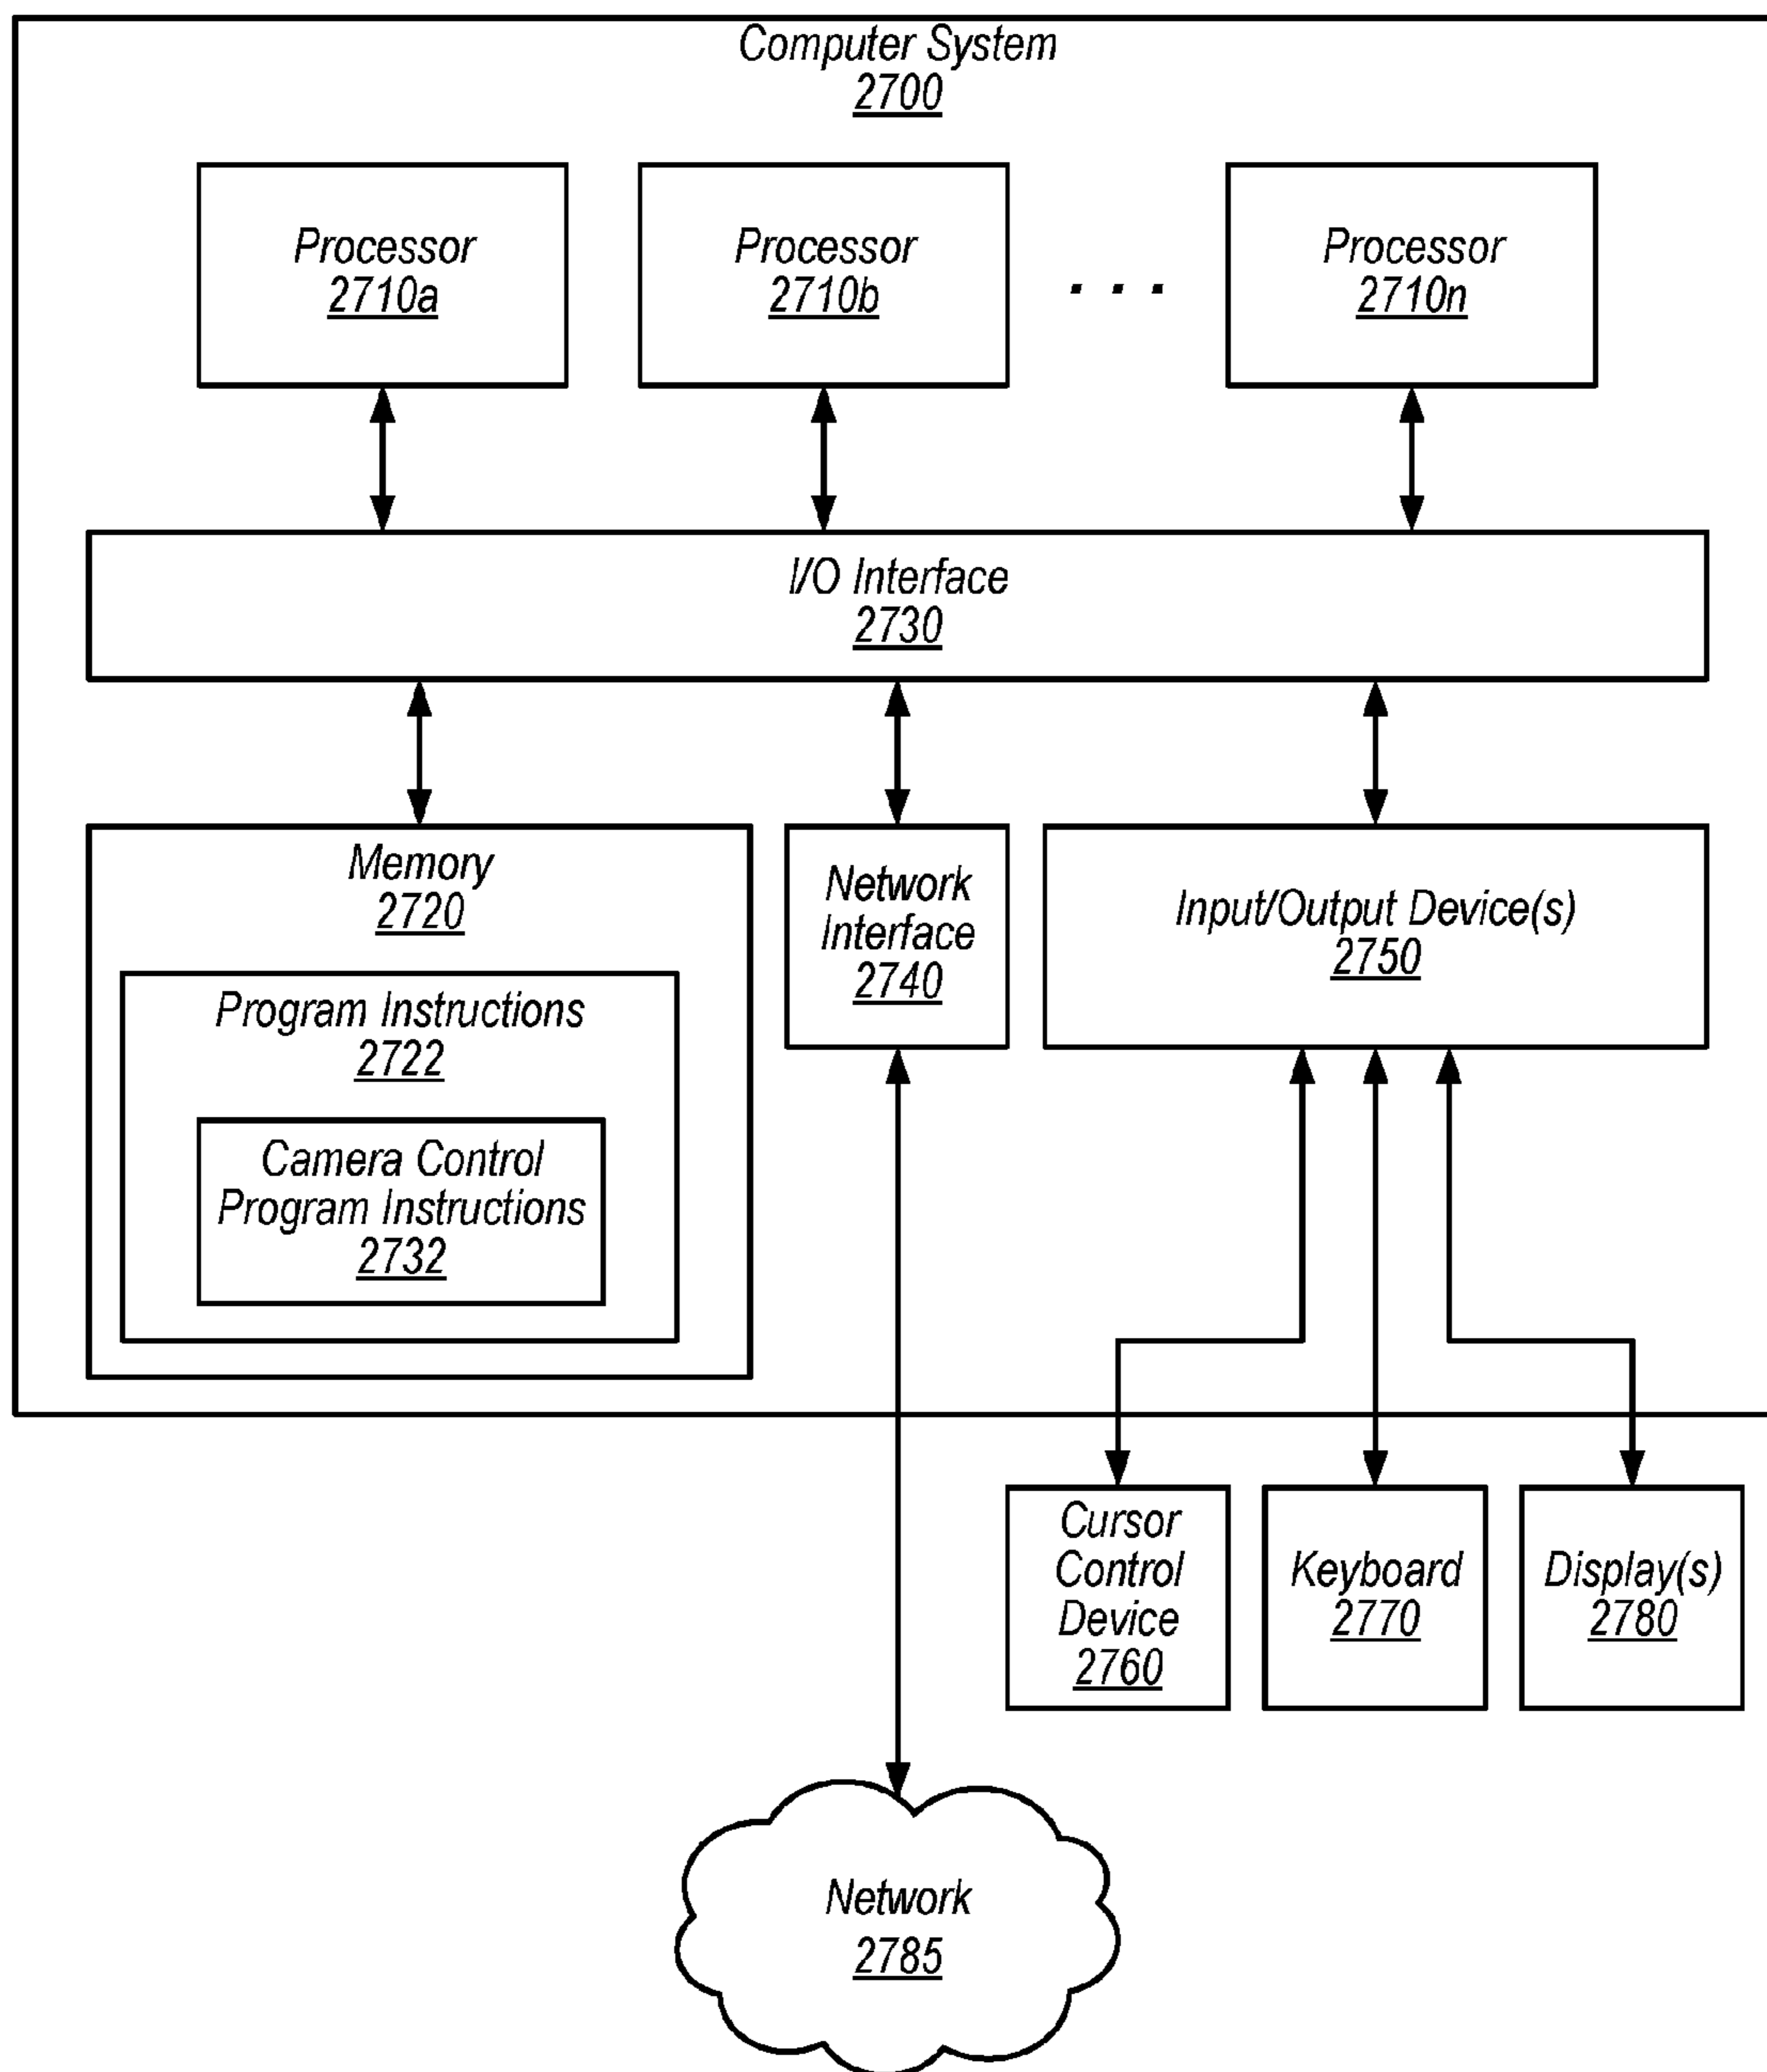 Computer System
2700
Processor
2710a
Processor
2710b
. . .
Processor
2710n
I/O Interface
2730
Memory
2720
Program Instructions
2722
Camera Control
Program Instructions
2732
Network
Interface
2740
Input/Output Device(s)
2750
Cursor
Control
Device
2760
Keyboard
2770
Display(s)
2780
Network
2785